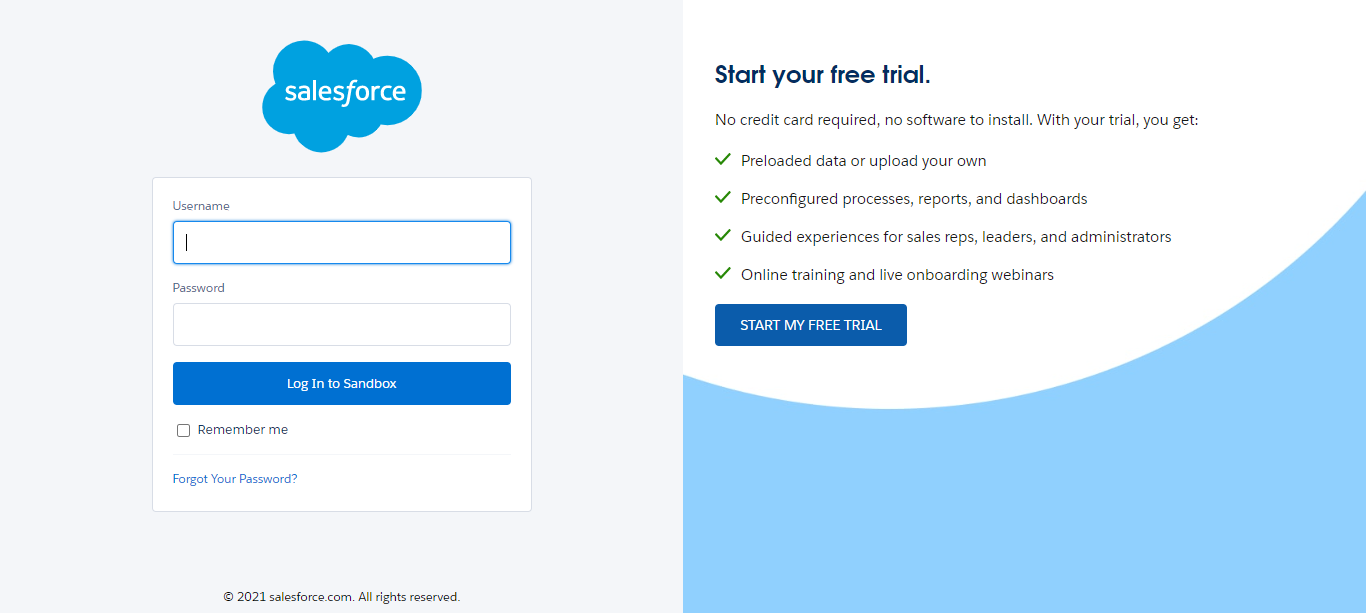 salesforce
Username
Password
Log In to Sandbox
Remember me
Forgot Your Password?
© 2021 salesforce.com. All rights reserved.
Start your free trial.
No credit card required, no software to install. With your trial, you get:
Preloaded data or upload your own
Preconfigured processes, reports, and dashboards
Guided experiences for sales reps, leaders, and administrators
Online training and live onboarding webinars
START MY FREE TRIAL